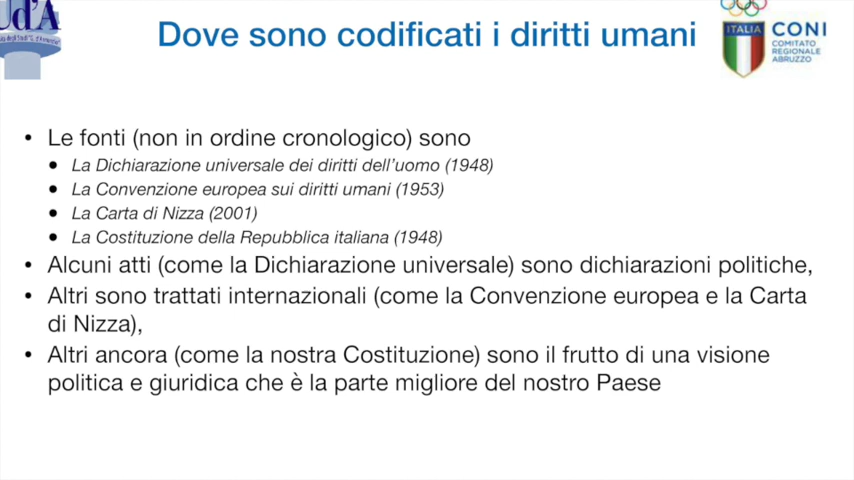 Ud'A
Dove sono codificati i diritti umani
ITALIA
CONI
COMITATO
REGIONALE
ABRUZZO
• Le fonti (non in ordine cronologico) sono
• La Dichiarazione universale dei diritti dell'uomo (1948)
• La Convenzione europea sui diritti umani (1953)
• La Carta di Nizza (2001)
• La Costituzione della Repubblica italiana (1948)
• Alcuni atti (come la Dichiarazione universale) sono dichiarazioni politiche,
• Altri sono trattati internazionali (come la Convenzione europea e la Carta
di Nizza),
• Altri ancora (come la nostra Costituzione) sono il frutto di una visione
politica e giuridica che è la parte migliore del nostro Paese